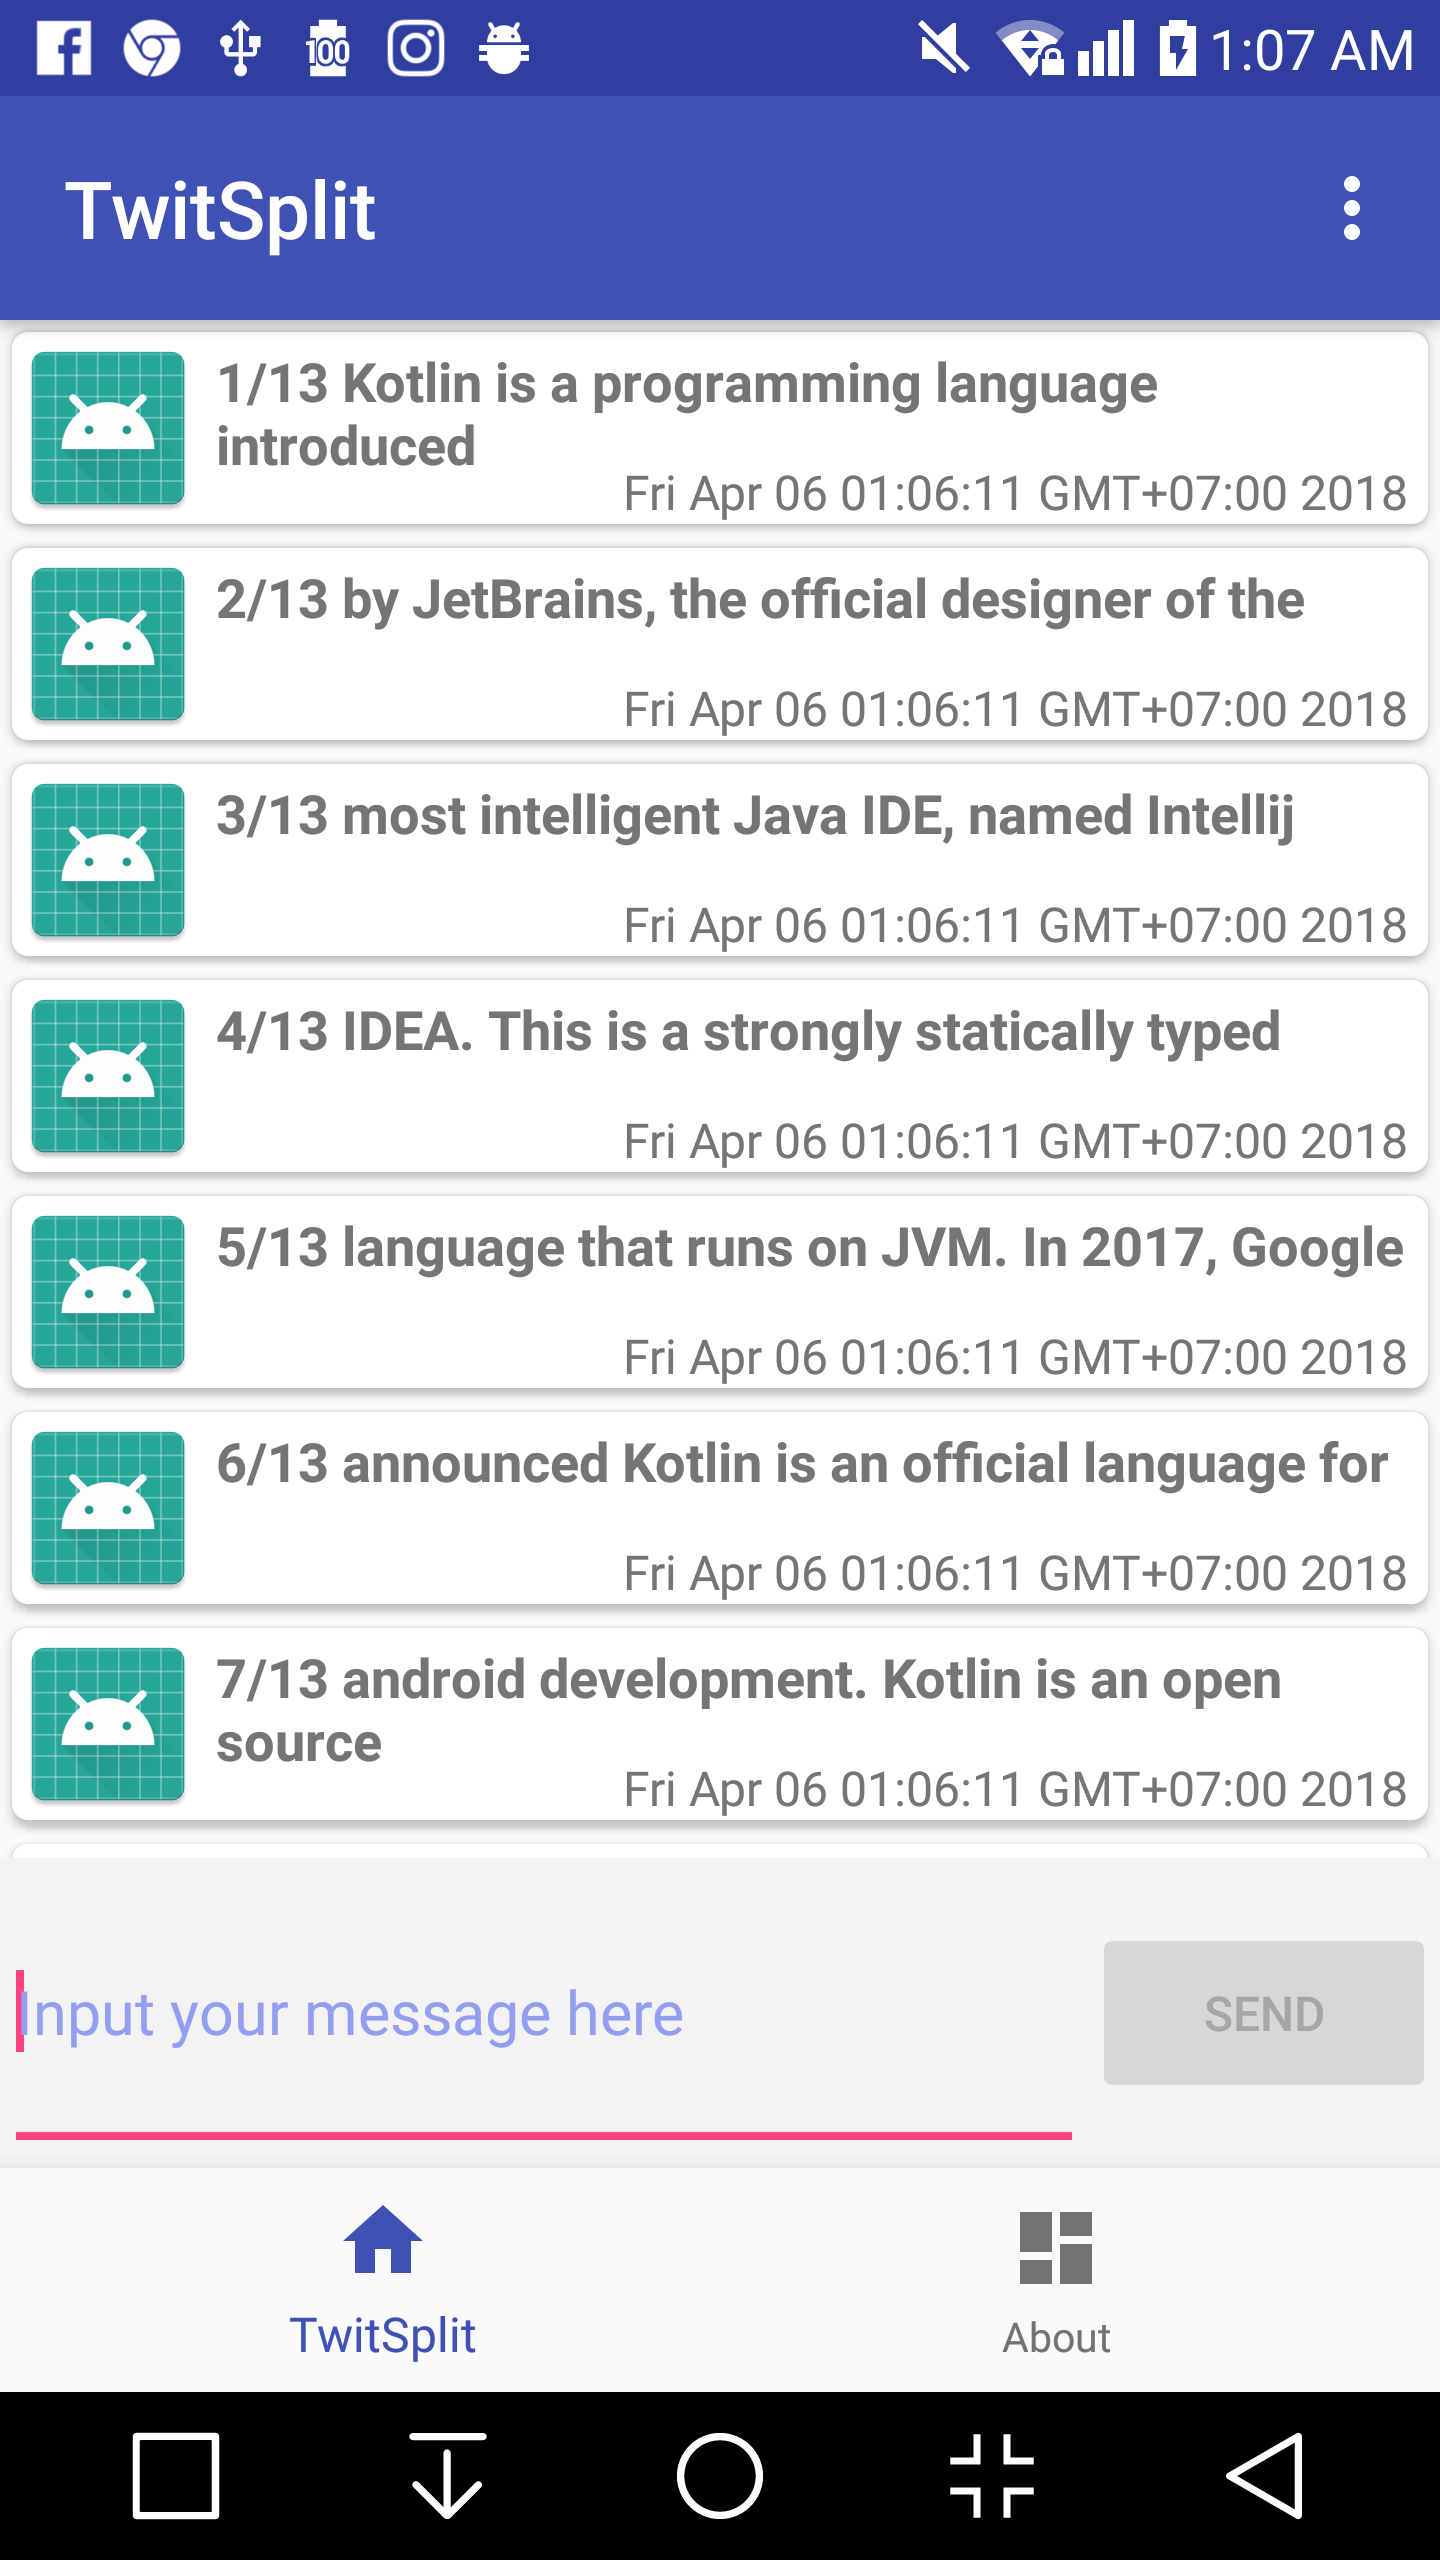 100
1:07 AM
TwitSplit
1/13 Kotlin is a programming language
introduced
Fri Apr 06 01:06:11 GMT+07:00 2018
2/13 by JetBrains, the official designer of the
Fri Apr 06 01:06:11 GMT+07:00 2018
3/13 most intelligent Java IDE, named Intellij
Fri Apr 06 01:06:11 GMT+07:00 2018
4/13 IDEA. This is a strongly statically typed
Fri Apr 06 01:06:11 GMT+07:00 2018
5/13 language that runs on JVM. In 2017, Google
Fri Apr 06 01:06:11 GMT+07:00 2018
6/13 announced Kotlin is an official language for
Fri Apr 06 01:06:11 GMT+07:00 2018
7/13 android development. Kotlin is an open
source
Fri Apr 06 01:06:11 GMT+07:00 2018
Input your message here
SEND
TwitSplit
About